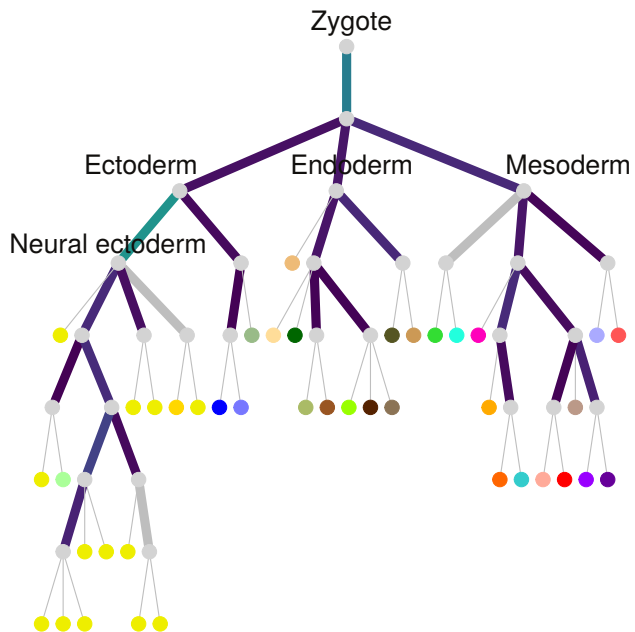 Zygote
Ectoderm
Endoderm
Mesoderm
Neural ectoderm